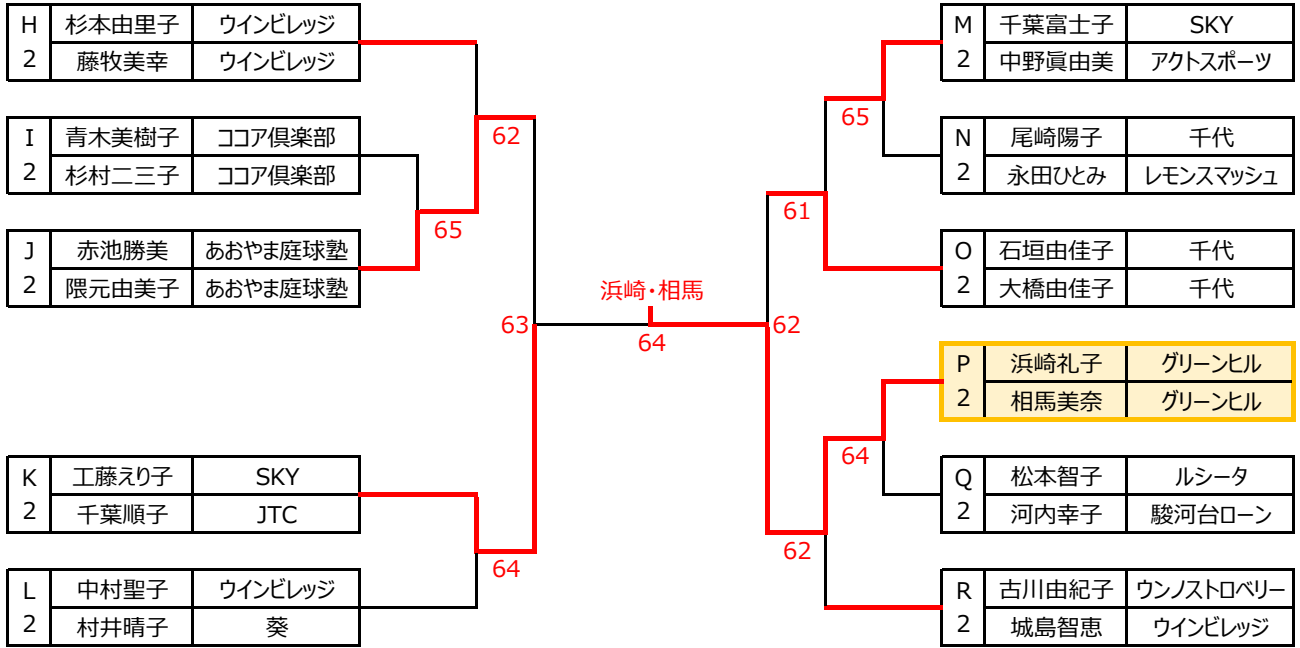 H 杉本由里子 ウインビレッジ
2 藤牧美幸 ウインビレッジ
I 青木美樹子 ココア倶楽部
2 杉村二三子 ココア倶楽部
J 赤池勝美 あおやま庭球塾
2 隈元由美子 あおやま庭球塾
K 工藤えり子 SKY
2 千葉順子 JTC
L 中村聖子 ウインビレッジ
2 村井晴子 葵
62
65
63
64
浜崎・相馬
64
65
61
62
64
62
M 千葉富士子 SKY
2 中野眞由美 アクトスポーツ
N 尾崎陽子 千代
2 永田ひとみ レモンスマッシュ
O 石垣由佳子 千代
2 大橋由佳子 千代
P 浜崎礼子 グリーンヒル
2 相馬美奈 グリーンヒル
Q 松本智子 ルシータ
2 河内幸子 駿河台ローン
R 古川由紀子 ウンノストロベリー
2 城島智恵 ウインビレッジ